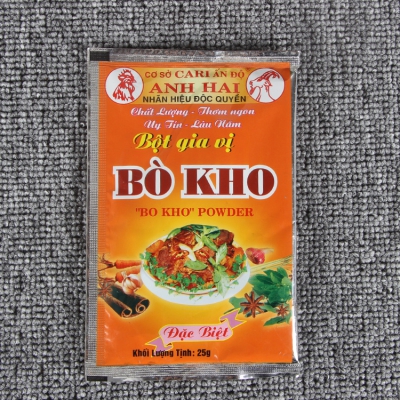 CƠ SỞ CARI ẤN ĐỘ
ANH HAI
NHÃN HIỆU ĐỘC QUYỀN
Chất Lượng - Thơm ngon
Uy Tín - Lâu Năm
Bột gia vị
BÒ KHO
"BO KHO" POWDER
Đặc Biệt
Khối Lượng Tịnh: 25g